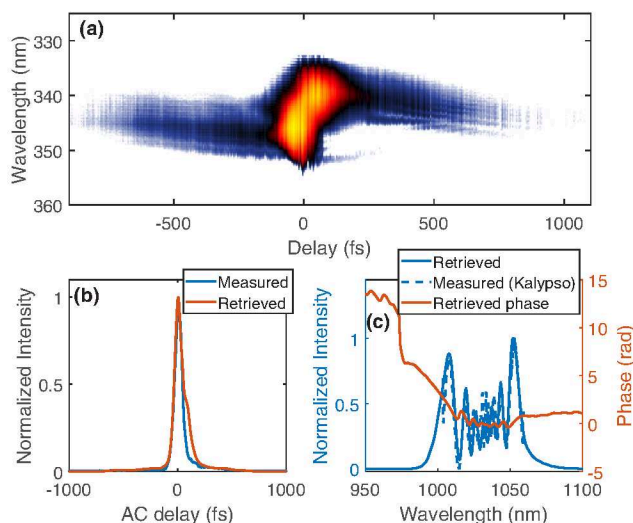 (a)
Wavelength (nm)
330
340
350
360
-500
0
500
1000
Delay (fs)
(b)
Measured
Retrieved
Normalized Intensity
1
0.5
0
-1000
0
1000
AC delay (fs)
Retrieved
Measured (Kalypso)
Retrieved phase
(c)
Normalized Intensity
1
0.5
0
15
10
5
0
-5
Phase (rad)
950
1000
1050
1100
Wavelength (nm)